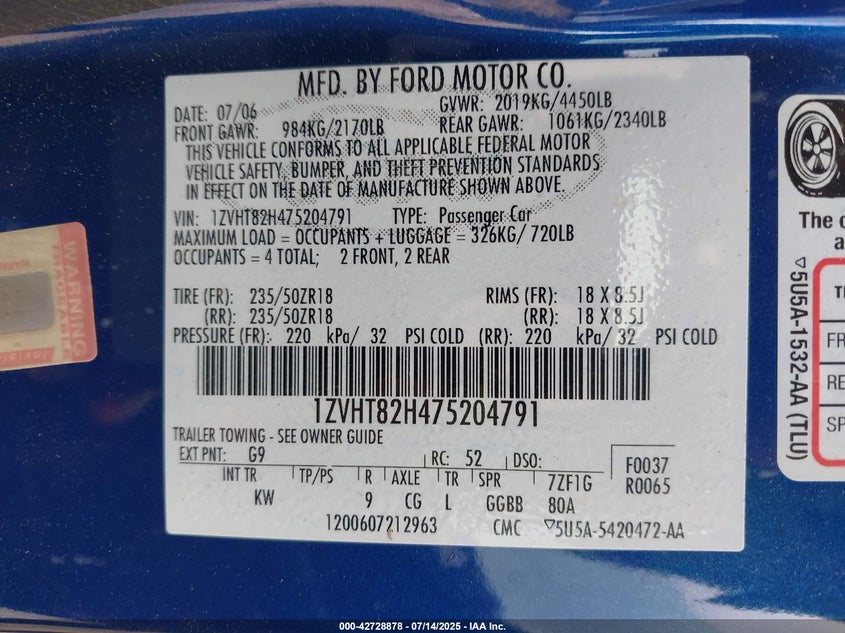 MFD. BY FORD MOTOR CO.
DATE: 07/06 GVWR: 2019KG/4450LB
FRONT GAWR: 984KG/2170LB REAR GAWR: 1061KG/2340LB
THIS VEHICLE CONFORMS TO ALL APPLICABLE FEDERAL MOTOR
VEHICLE SAFETY, BUMPER, AND THEFT PREVENTION STANDARDS
IN EFFECT ON THE DATE OF MANUFACTURE SHOWN ABOVE.
VIN: 1ZVHT82H475204791 TYPE: Passenger Car
MAXIMUM LOAD = OCCUPANTS + LUGGAGE = 326KG/ 720LB
OCCUPANTS = 4 TOTAL; 2 FRONT, 2 REAR
TIRE (FR): 235/50ZR18 RIMS (FR): 18 X 8.5J
(RR): 235/50ZR18 (RR): 18 X 8.5J
PRESSURE (FR): 220 kPa/ 32 PSI COLD (RR): 220 kPa/ 32 PSI COLD
1ZVHT82H475204791
TRAILER TOWING - SEE OWNER GUIDE
EXT PNT: G9 RC: 52 DSO: F0037
INT TR TP/PS R AXLE TR SPR 7ZF1G R0065
KW 9 CG L GGBB 80A
1200607212963 CMC ▽5U5A-5420472-AA
WARNING
WARNING
Invisi
The
a
▽5U5A-1532-AA (TLU)
FR
RE
SP
000-42728878 - 07/14/2025 - IAA Inc.